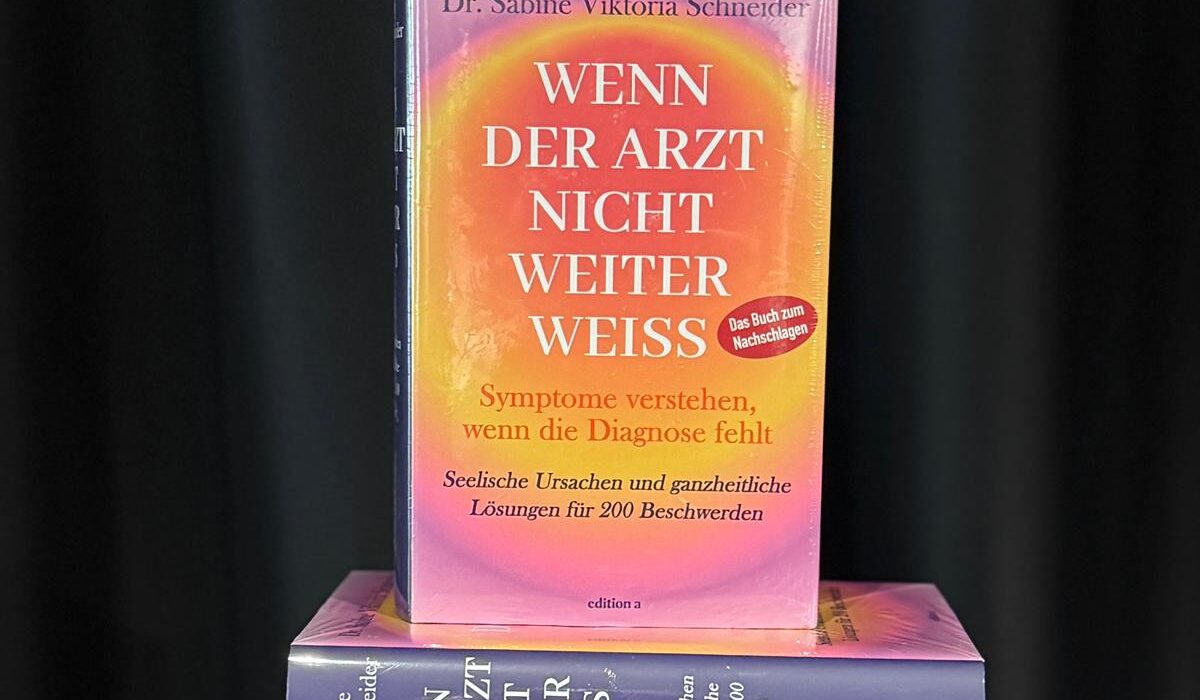 Dr. Sabine Viktoria Schneider
WENN
DER ARZT
NICHT
WEITER
WEISS
Das Buch zum
Nachschlagen
Symptome verstehen,
wenn die Diagnose fehlt
Seelische Ursachen und ganzheitliche
Lösungen für 200 Beschwerden
edition a